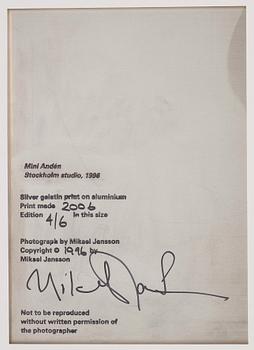 Mini Andén
Stockholm studio, 1996
Silver gelatin print on aluminium
Print made 2006
Edition 4/6 In this size
Photograph by Mikael Jansson
Copyright © 1996 by
Mikael Jansson
Mikael Jansson
Not to be reproduced
without written permission of
the photographer